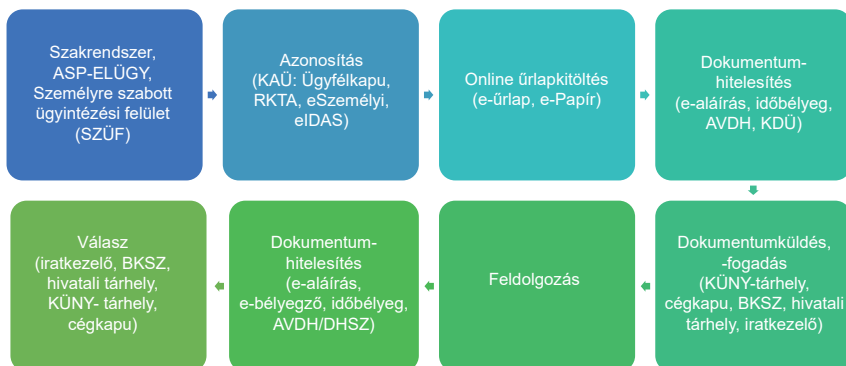 Szakrendszer,
ASP-ELÜGY,
Személyre szabott
ügyintézési felület
(SZÜF)
Azonosítás
(KAÜ: Ügyfélkapu,
RKTA, eSzemélyi,
eIDAS)
Online űrlapkitöltés
(e-űrlap, e-Papír)
Dokumentum-
hitelesítés
(e-aláírás, időbélyeg,
AVDH, KDÜ)
Dokumentumküldés,
-fogadás
(KÜNY-tárhely,
cégkapu, BKSZ, hivatali
tárhely, iratkezelő)
Feldolgozás
Dokumentum-
hitelesítés
(e-aláírás,
e-bélyegző, időbélyeg,
AVDH/DHSZ)
Válasz
(iratkezelő, BKSZ,
hivatali tárhely,
KÜNY- tárhely,
cégkapu)